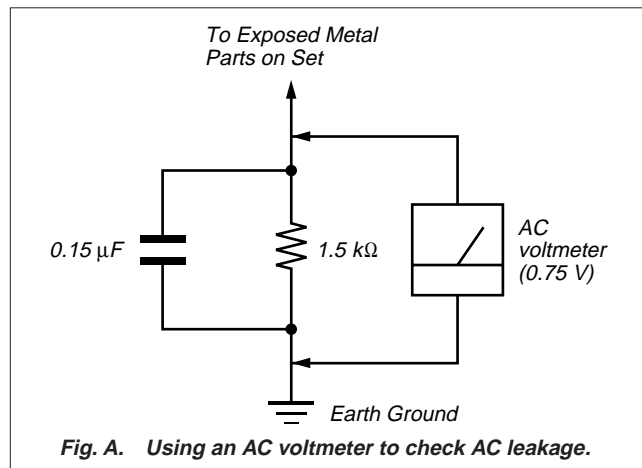 To Exposed Metal
Parts on Set
0.15 μF
1.5 kΩ
AC
voltmeter
(0.75 V)
Earth Ground
Fig. A. Using an AC voltmeter to check AC leakage.